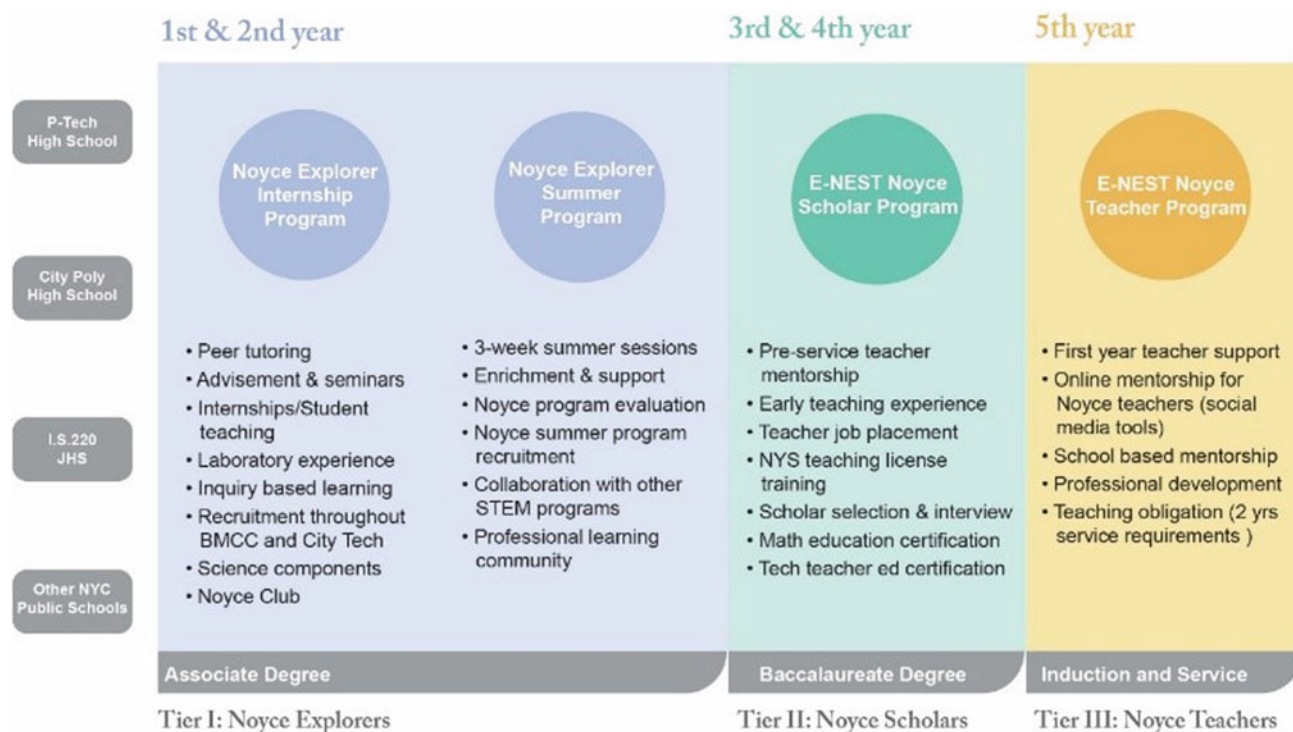 1st & 2nd year
3rd & 4th year
5th year
P-Tech
High School
City Poly
High School
I.S.220
JHS
Other NYC
Public Schools
Noyce Explorer
Internship
Program
• Peer tutoring
• Advisement & seminars
• Internships/Student
teaching
• Laboratory experience
• Inquiry based learning
• Recruitment throughout
BMCC and City Tech
• Science components
• Noyce Club
Noyce Explorer
Summer
Program
• 3-week summer sessions
• Enrichment & support
• Noyce program evaluation
• Noyce summer program
recruitment
• Collaboration with other
STEM programs
• Professional learning
community
E-NEST Noyce
Scholar Program
• Pre-service teacher
mentorship
• Early teaching experience
• Teacher job placement
• NYS teaching license
training
• Scholar selection & interview
• Math education certification
• Tech teacher ed certification
E-NEST Noyce
Teacher Program
• First year teacher support
• Online mentorship for
Noyce teachers (social
media tools)
• School based mentorship
• Professional development
• Teaching obligation (2 yrs
service requirements )
Associate Degree
Baccalaureate Degree
Induction and Service
Tier I: Noyce Explorers
Tier II: Noyce Scholars
Tier III: Noyce Teachers